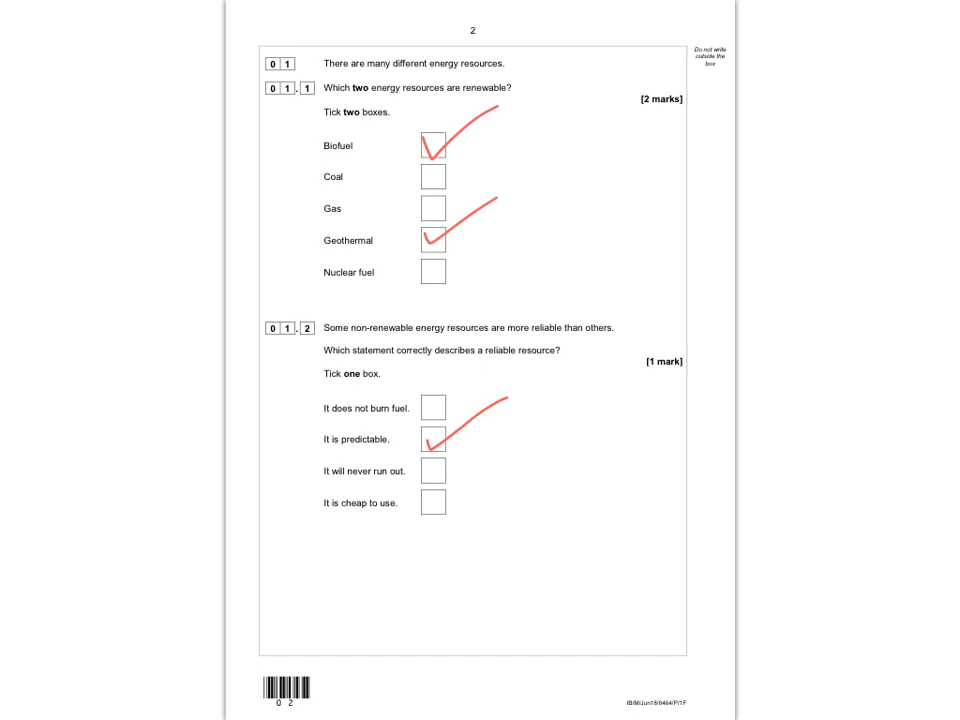 2
Do not write
outside the
box
0 1 There are many different energy resources.
0 1 . 1 Which two energy resources are renewable?
[2 marks]
Tick two boxes.
Biofuel
Coal
Gas
Geothermal
Nuclear fuel
0 1 . 2 Some non-renewable energy resources are more reliable than others.
Which statement correctly describes a reliable resource?
[1 mark]
Tick one box.
It does not burn fuel.
It is predictable.
It will never run out.
It is cheap to use.
0 2
IB/M/Jun18/8464/P/1F